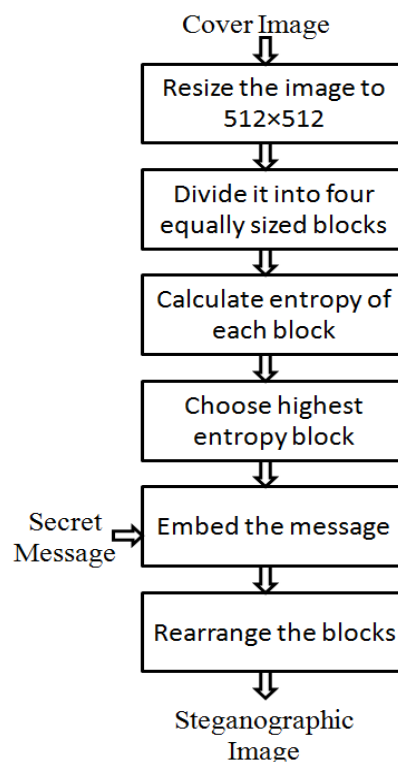 Cover Image
Resize the image to
512×512
Divide it into four
equally sized blocks
Calculate entropy of
each block
Choose highest
entropy block
Secret
Message
Embed the message
Rearrange the blocks
Steganographic
Image